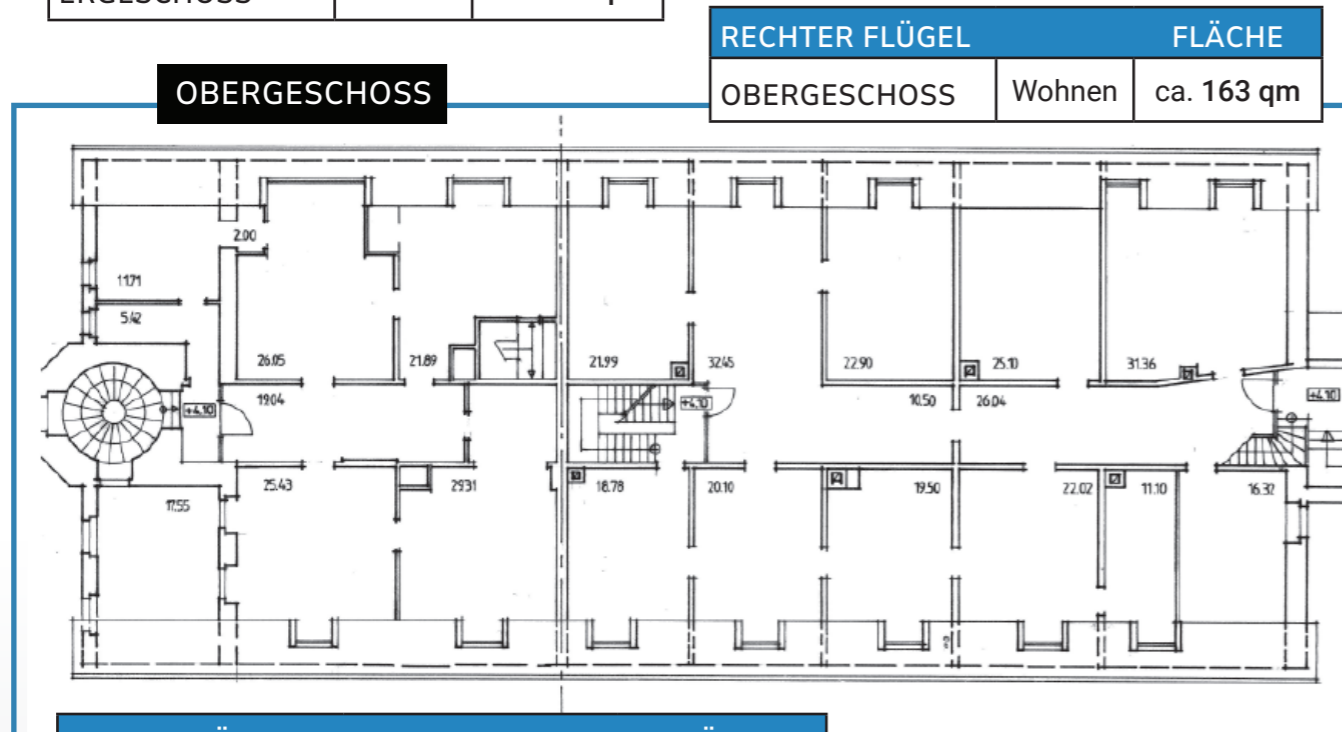 ERGESCHOSS
RECHTER FLÜGEL FLÄCHE
OBERGESCHOSS Wohnen ca. 163 qm
OBERGESCHOSS
2.00
11.71
5.42
26.05 21.89 21.99 32.45 22.90 25.10 31.36
19.04 10.50 26.04
+4.10 +4.10 +4.10
25.43 29.31 18.78 20.10 19.50 22.02 11.10 16.32
17.55